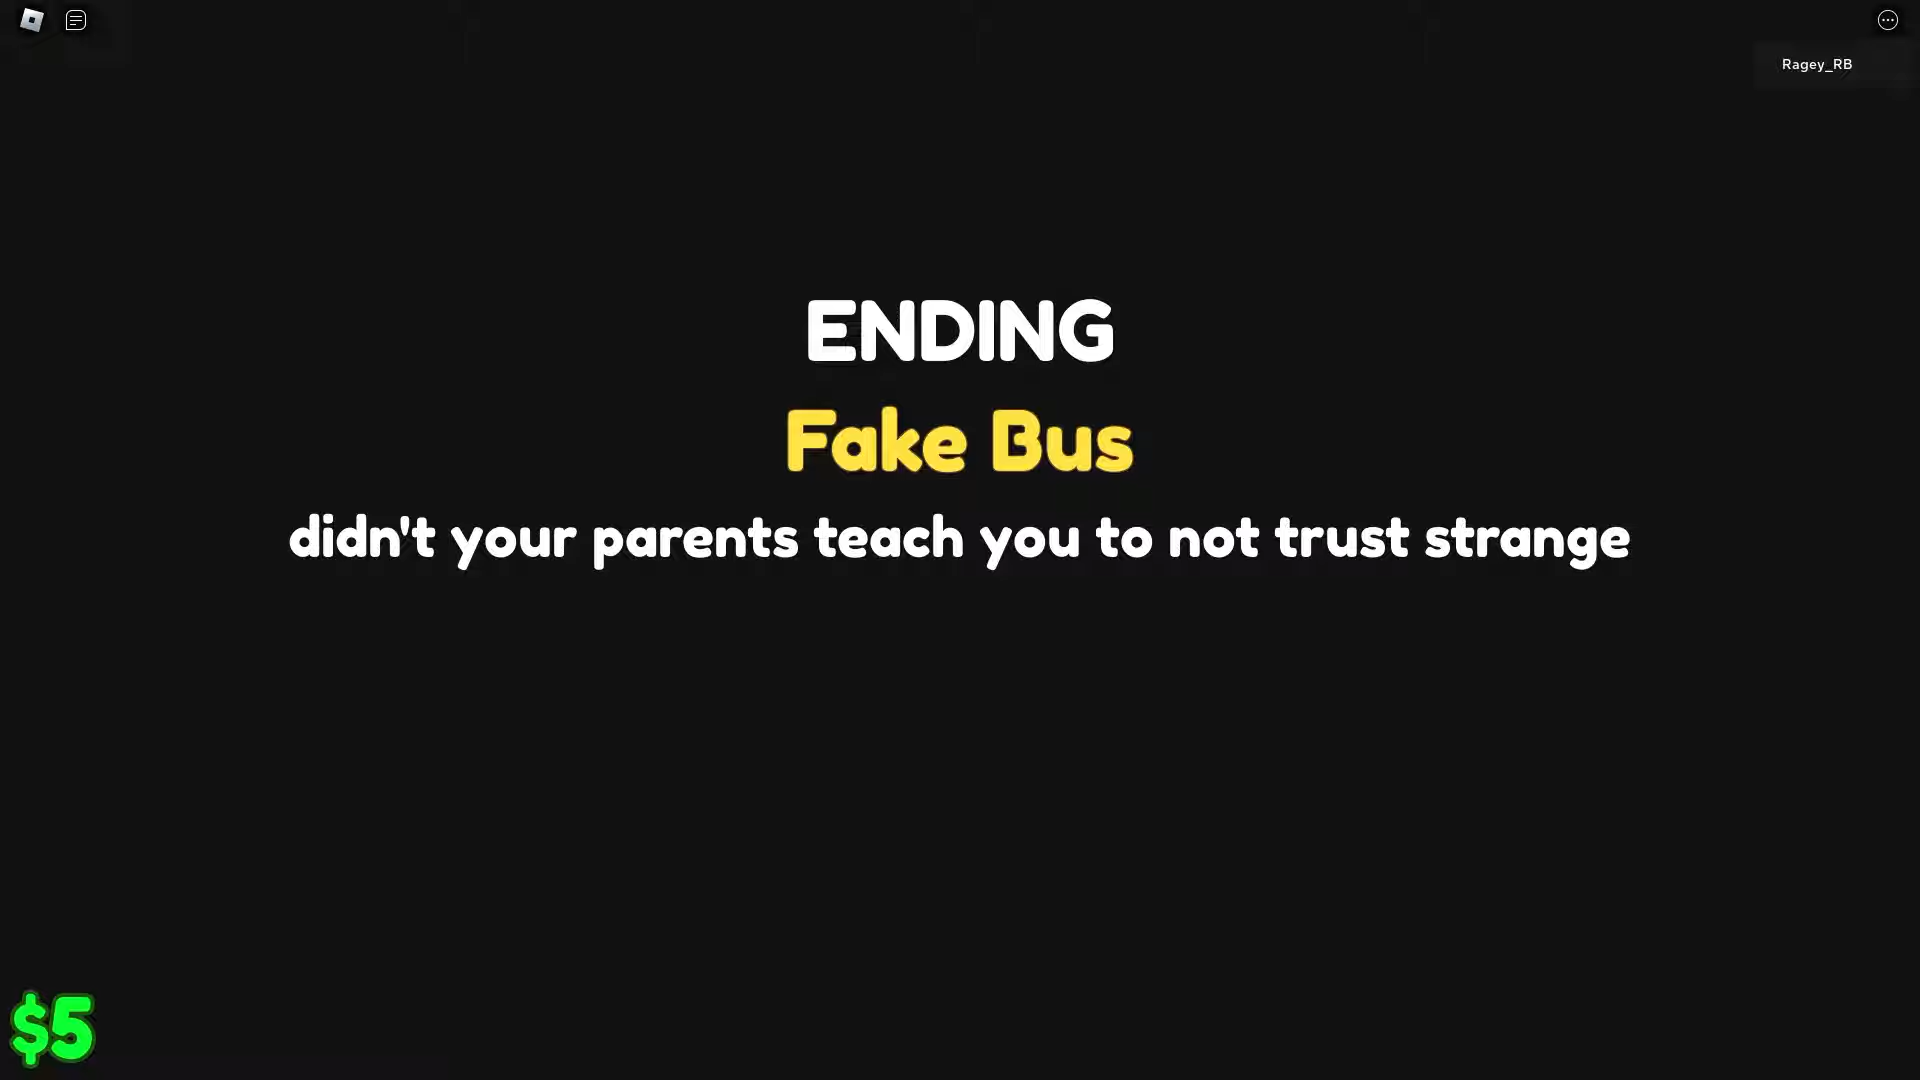 Ragey_RB
ENDING
Fake Bus
didn't your parents teach you to not trust strange
$5